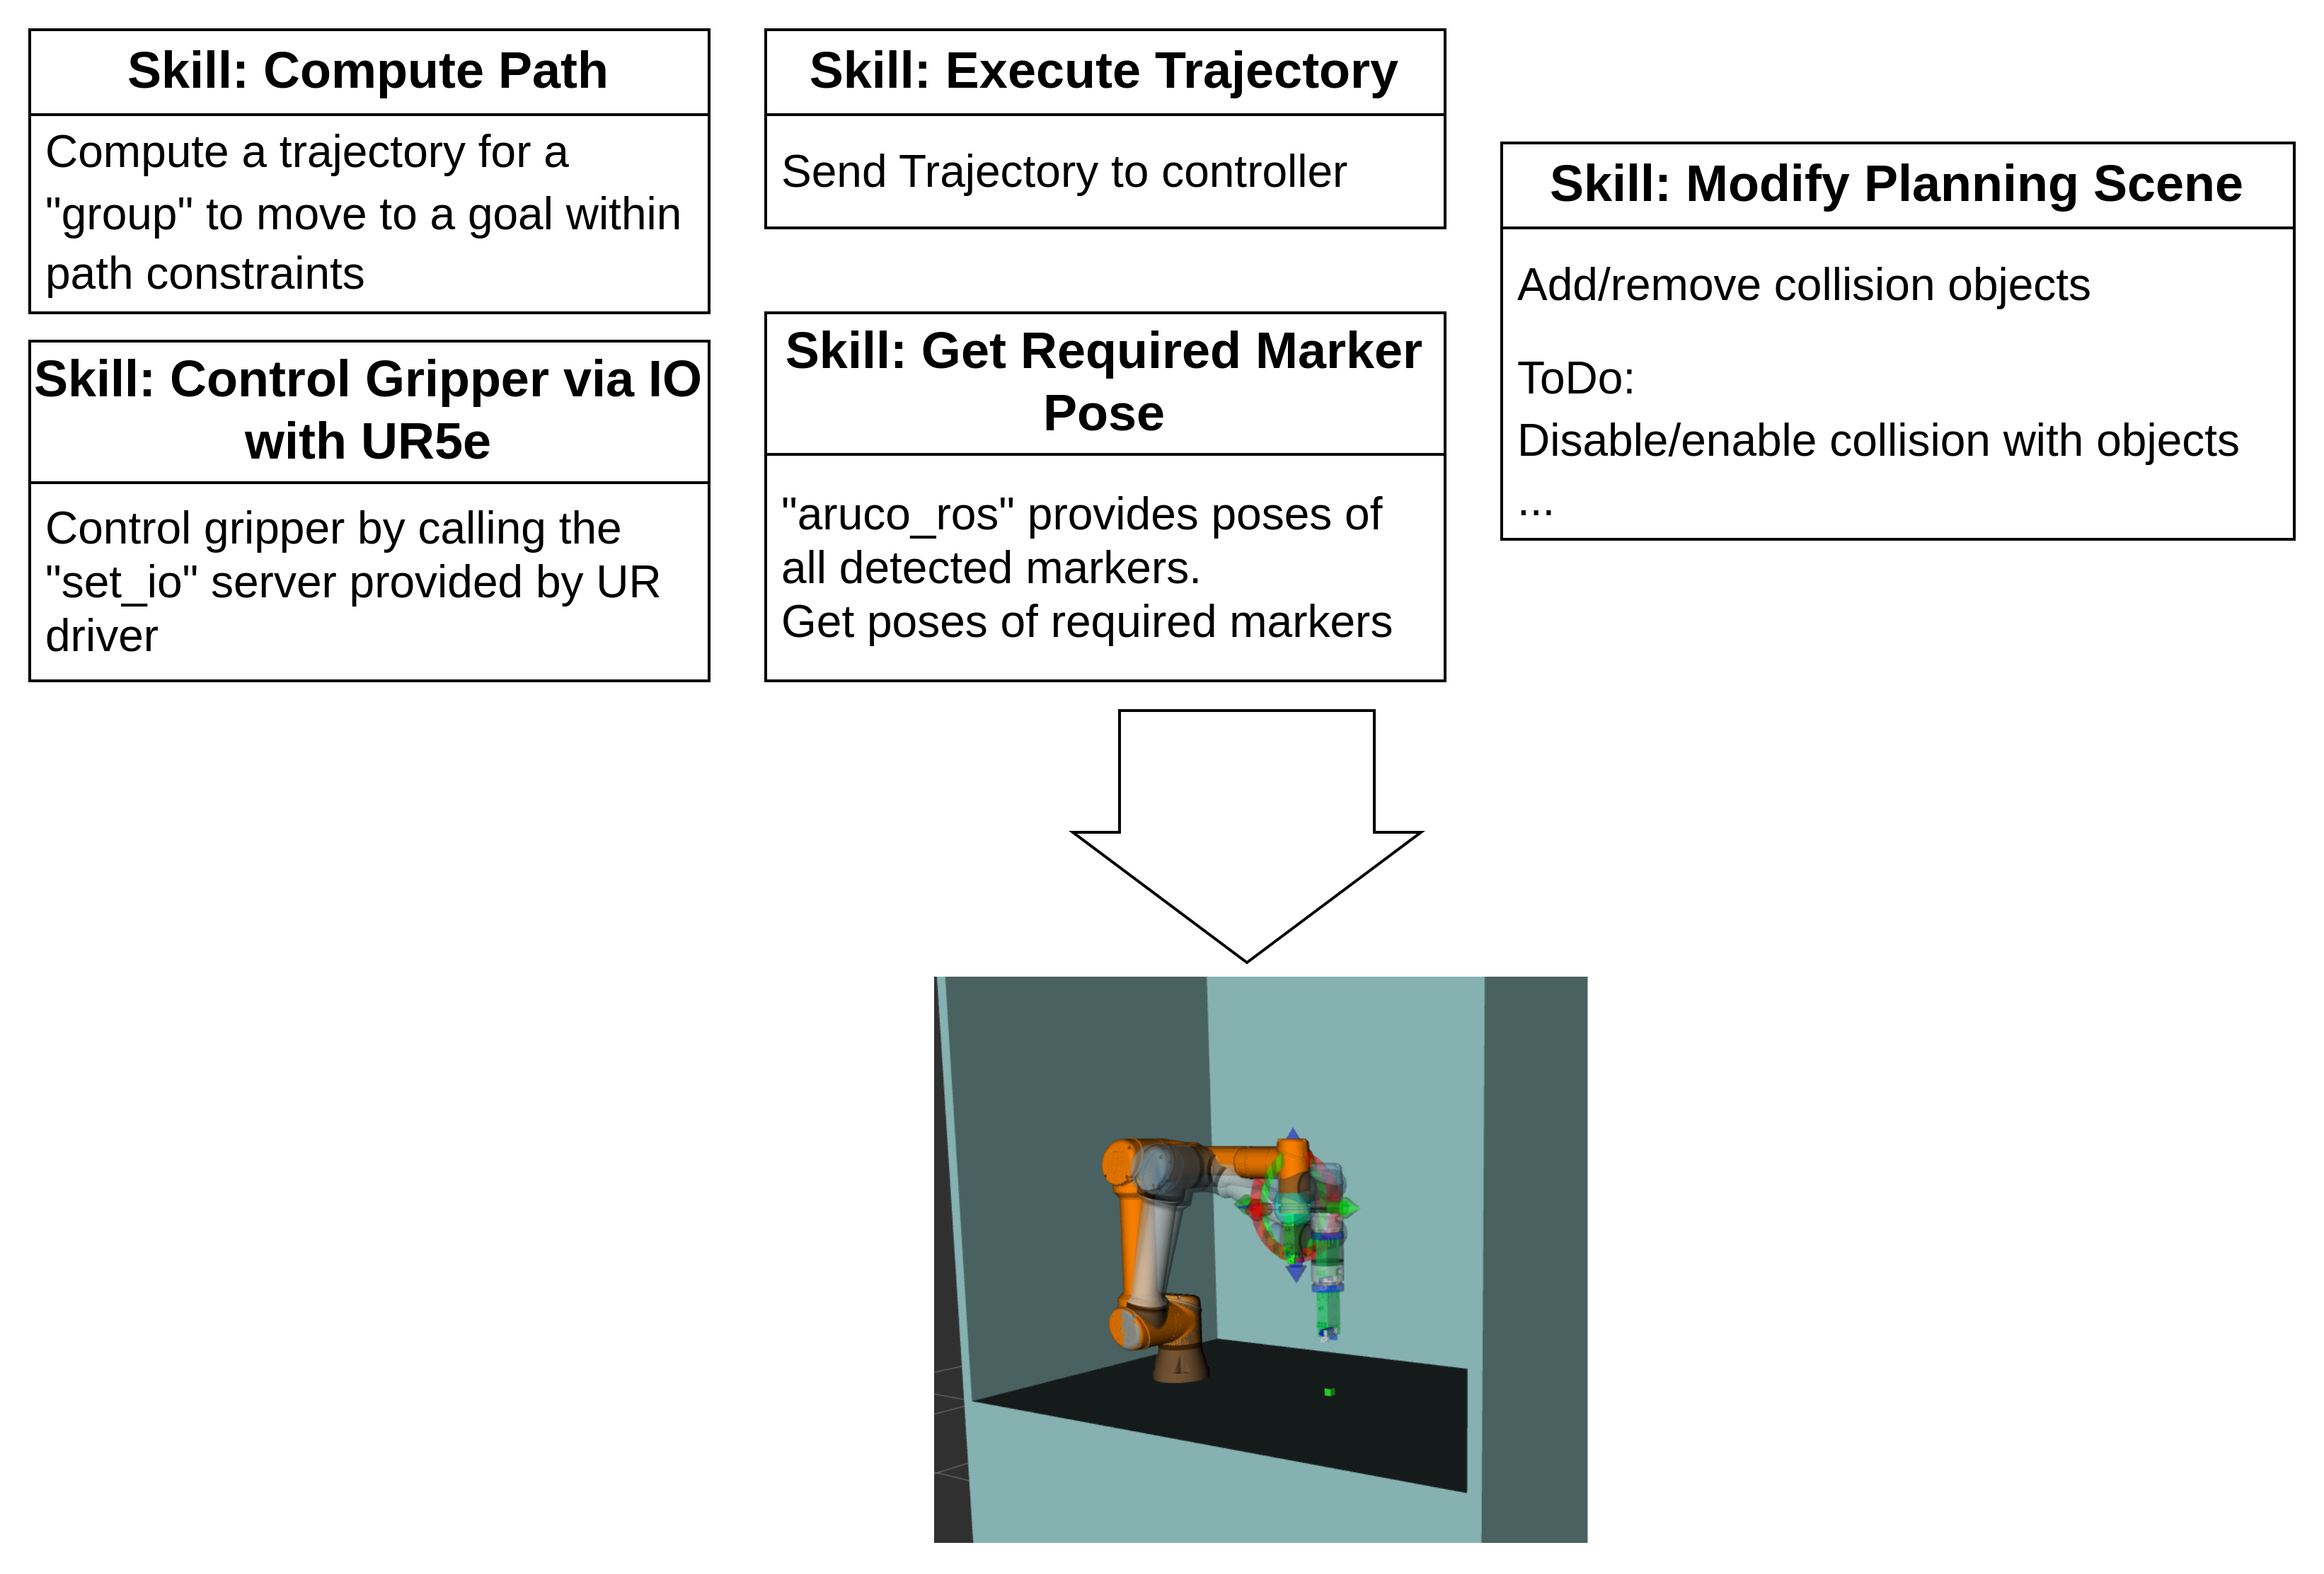 Skill: Compute Path
Compute a trajectory for a
"group" to move to a goal within
path constraints
Skill: Execute Trajectory
Send Trajectory to controller
Skill: Modify Planning Scene
Add/remove collision objects
ToDo:
Disable/enable collision with objects
...
Skill: Control Gripper via IO
with UR5e
Control gripper by calling the
"set_io" server provided by UR
driver
Skill: Get Required Marker
Pose
"aruco_ros" provides poses of
all detected markers.
Get poses of required markers